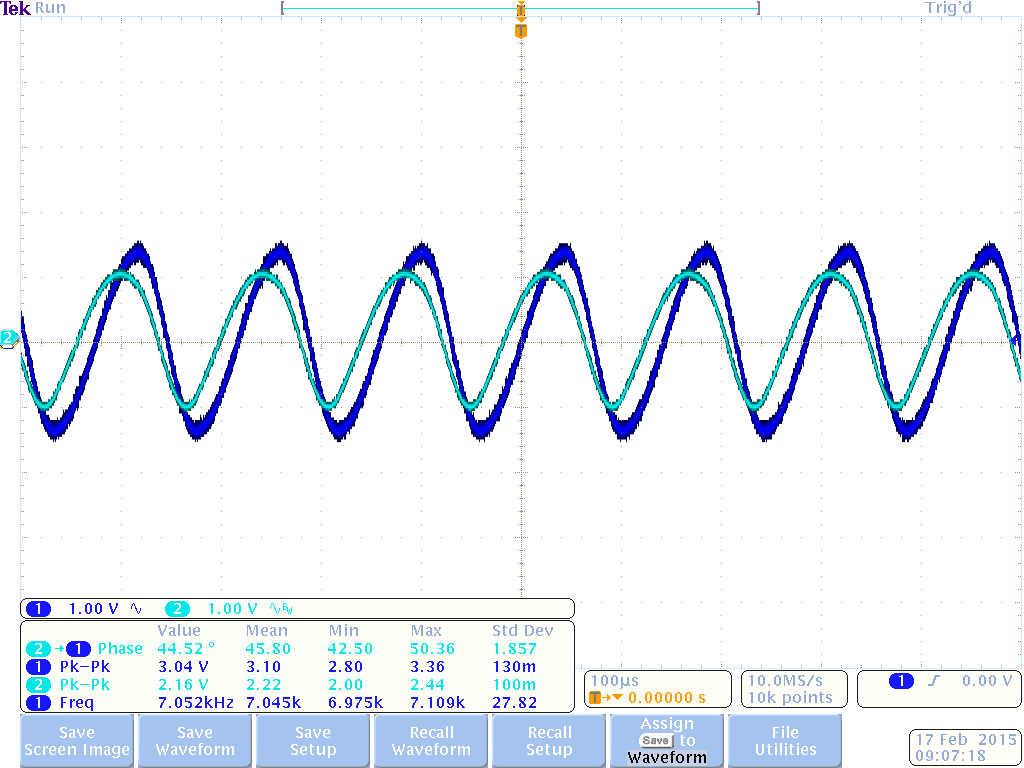 Tek Run Trig'd
T
T
2
1 1.00 V 2 1.00 V
Value Mean Min Max Std Dev
2 → 1 Phase 44.52 ° 45.80 42.50 50.36 1.857
1 Pk–Pk 3.04 V 3.10 2.80 3.36 130m
2 Pk–Pk 2.16 V 2.22 2.00 2.44 100m
1 Freq 7.052kHz 7.045k 6.975k 7.109k 27.82
100µs
T→▼ 0.00000 s
10.0MS/s
10k points
1 0.00 V
Save
Screen Image
Save
Waveform
Save
Setup
Recall
Waveform
Recall
Setup
Assign
Save to
Waveform
File
Utilities
17 Feb 2015
09:07:18